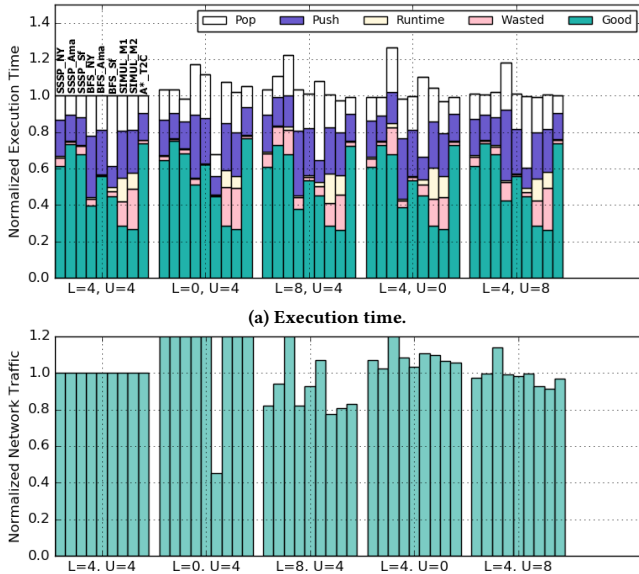 Pop Push Runtime Wasted Good
Normalized Execution Time
1.4
1.2
1.0
0.8
0.6
0.4
0.2
0.0
SSSP_NY
SSSP_Ama
SSSP_Sf
BFS_NY
BFS_Ama
BFS_Sf
SIMUL_M1
SIMUL_M2
A*_T2C
L=4, U=4 L=0, U=4 L=8, U=4 L=4, U=0 L=4, U=8
(a) Execution time.
Normalized Network Traffic
1.2
1.0
0.8
0.6
0.4
0.2
0.0
L=4, U=4 L=0, U=4 L=8, U=4 L=4, U=0 L=4, U=8